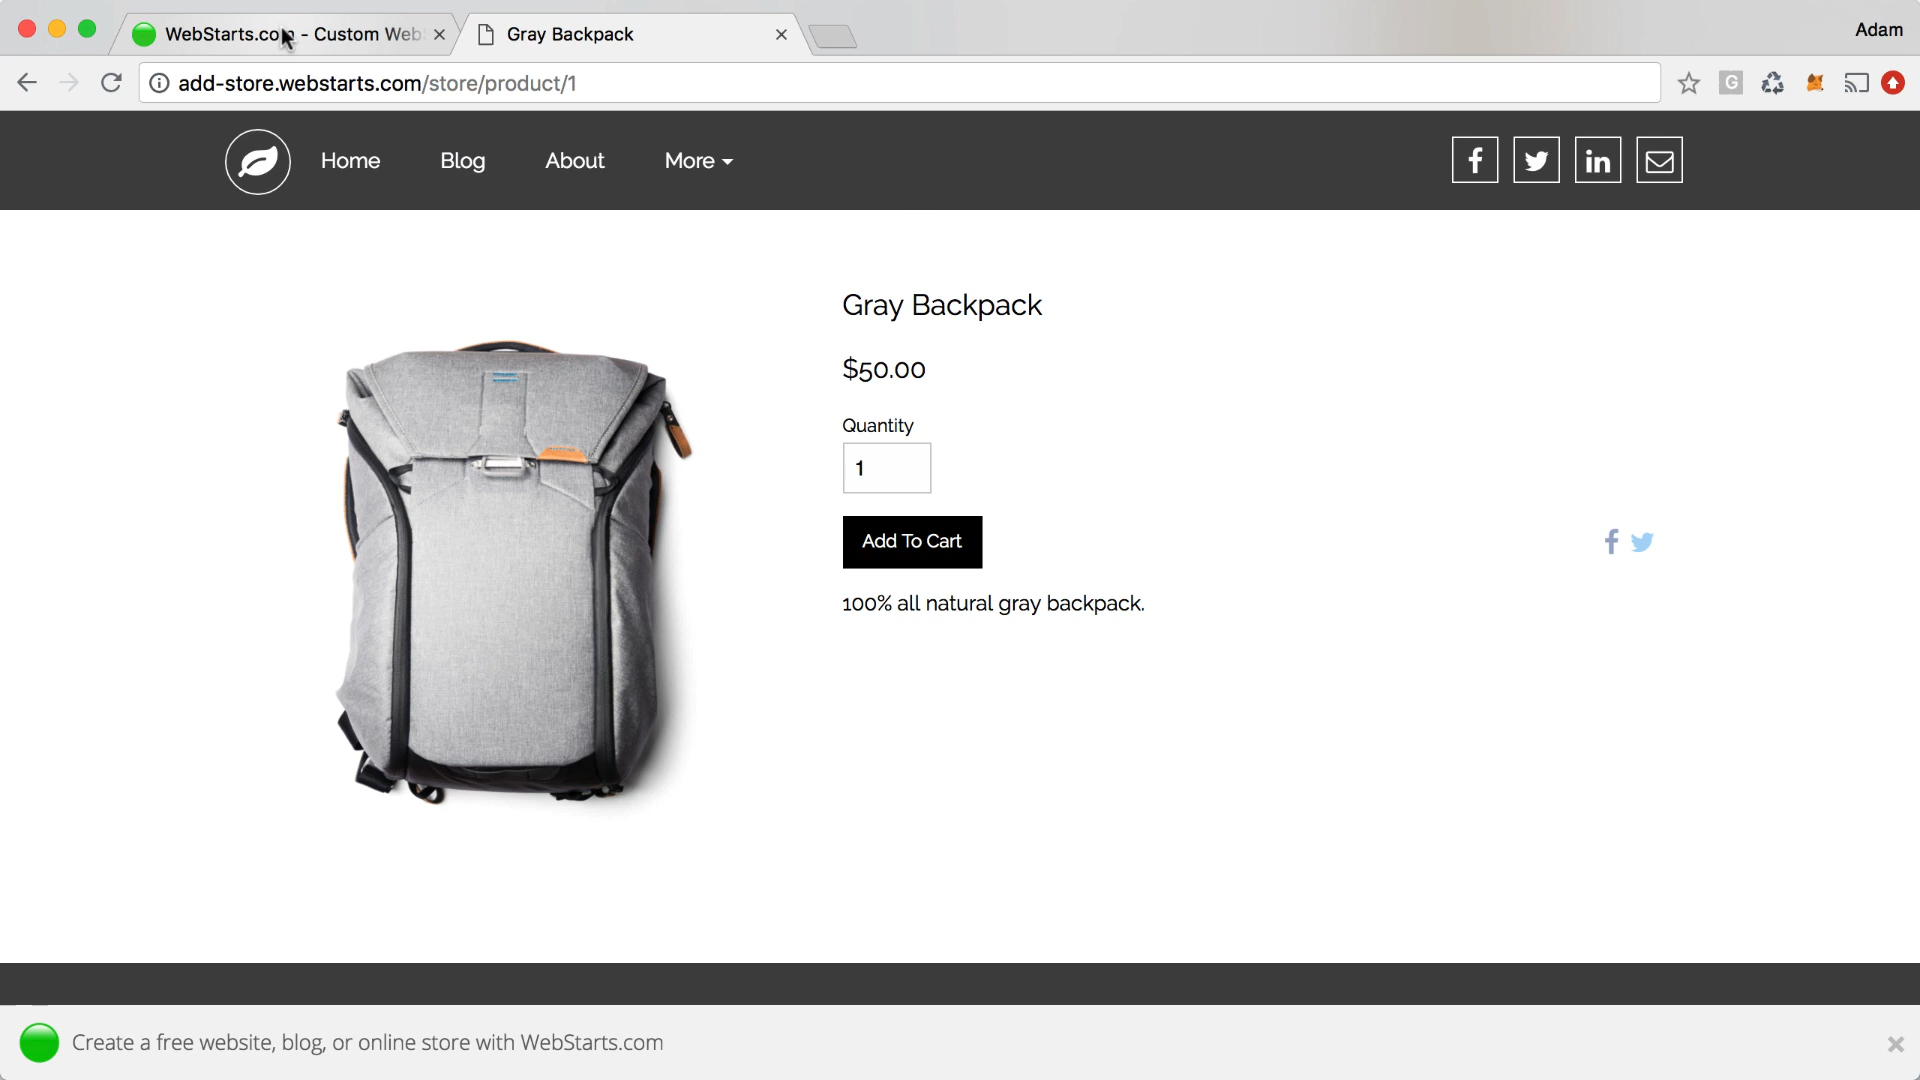 WebStarts.com - Custom Web
Gray Backpack
Adam
add-store.webstarts.com/store/product/1
G
Home
Blog
About
More
Gray Backpack
$50.00
Quantity
1
Add To Cart
100% all natural gray backpack.
Create a free website, blog, or online store with WebStarts.com